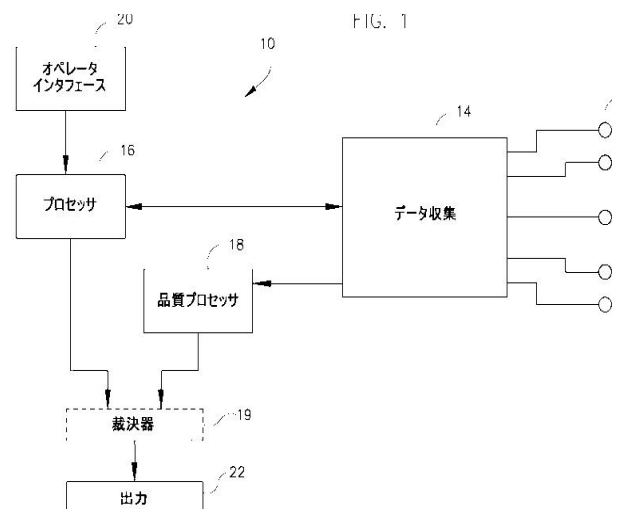 FIG. 1
20
オペレータ
インタフェース
10
14
16
プロセッサ
データ収集
18
品質プロセッサ
19
裁決器
22
出力